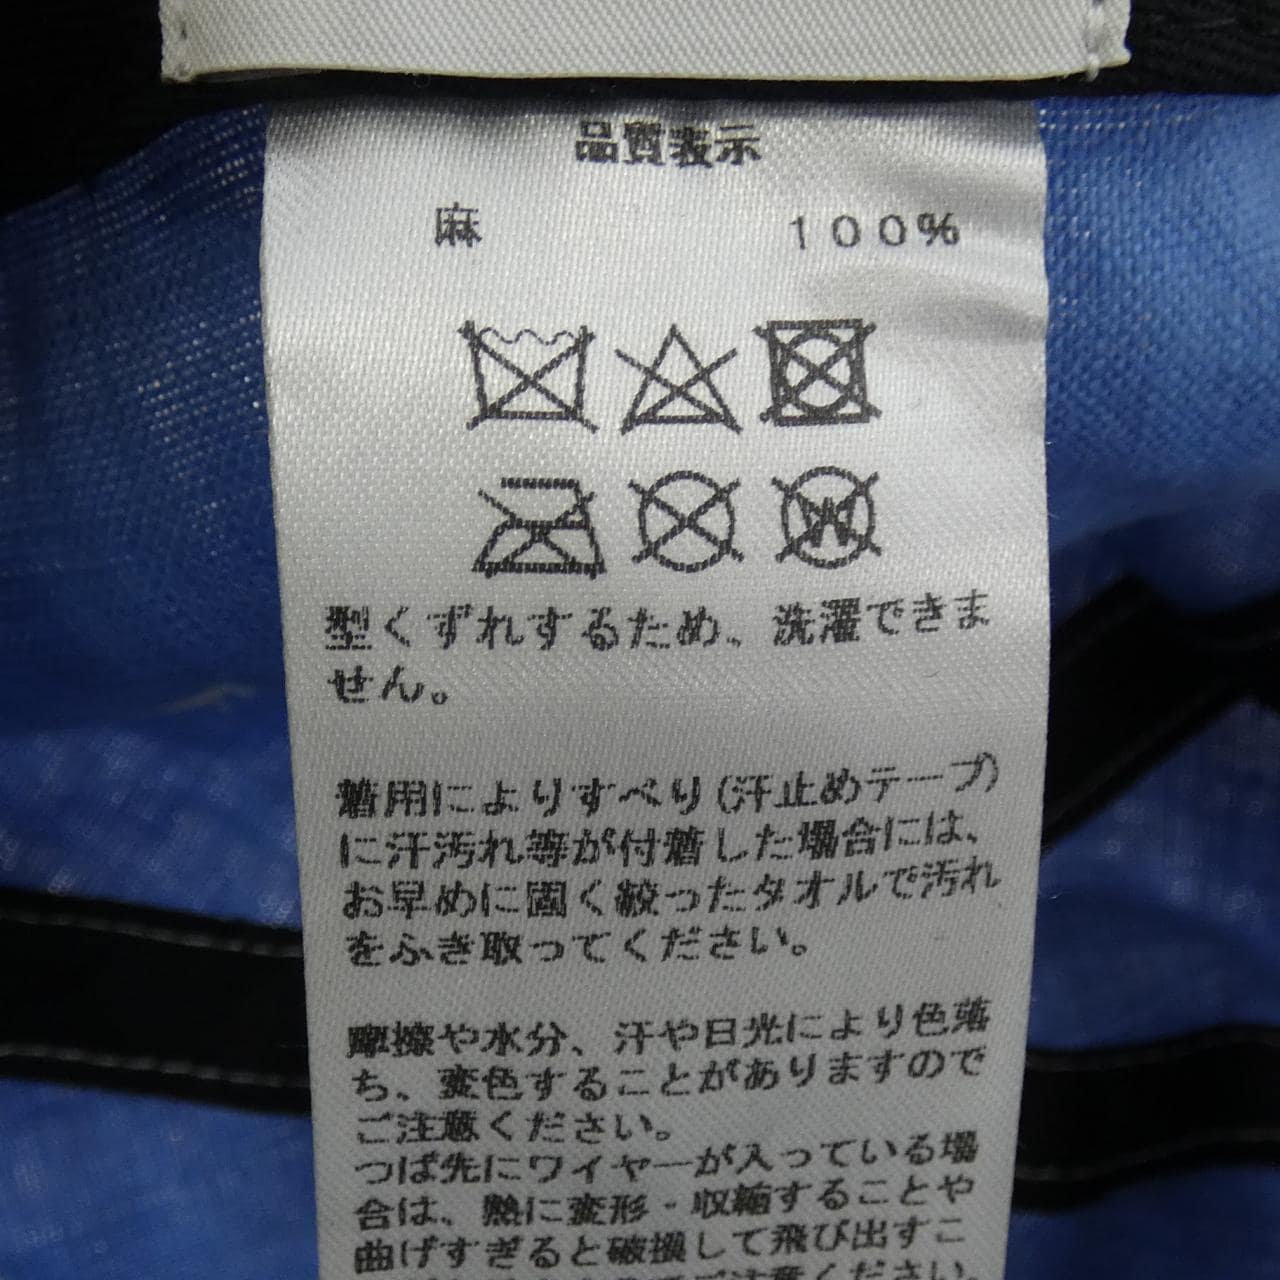 品質表示
麻 100%
型くずれするため、洗濯できま
せん。
着用によりすべり(汗止めテープ)
に汗汚れ等が付着した場合には、
お早めに固く絞ったタオルで汚れ
をふき取ってください。
摩擦や水分、汗や日光により色落
ち、変色することがありますので
ご注意ください。
つば先にワイヤーが入っている場
合は、熱に変形・収縮することや
曲げすぎると破損して飛び出すこ
ご注意ください。